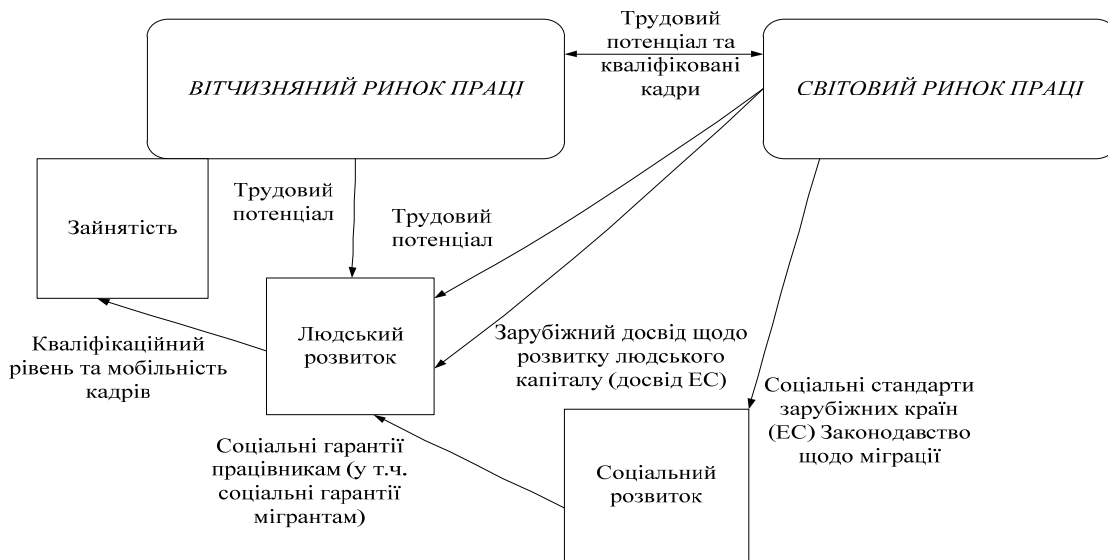 Трудовий
потенціал та
кваліфіковані
кадри
ВІТЧИЗНЯНИЙ РИНОК ПРАЦІ
СВІТОВИЙ РИНОК ПРАЦІ
Зайнятість
Трудовий
потенціал
Трудовий
потенціал
Людський
розвиток
Кваліфікаційний
рівень та мобільність
кадрів
Зарубіжний досвід щодо
розвитку людського
капіталу (досвід ЕС)
Соціальні стандарти
зарубіжних країн
(ЕС) Законодавство
щодо міграції
Соціальні гарантії
працівникам (у т.ч.
соціальні гарантії
мігрантам)
Соціальний
розвиток